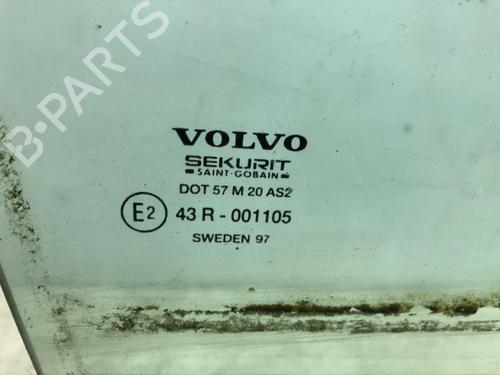 B-PARTS
VOLVO
SEKURIT
SAINT-GOBAIN
DOT 57 M 20 AS2
E2 43 R - 001105
SWEDEN 97